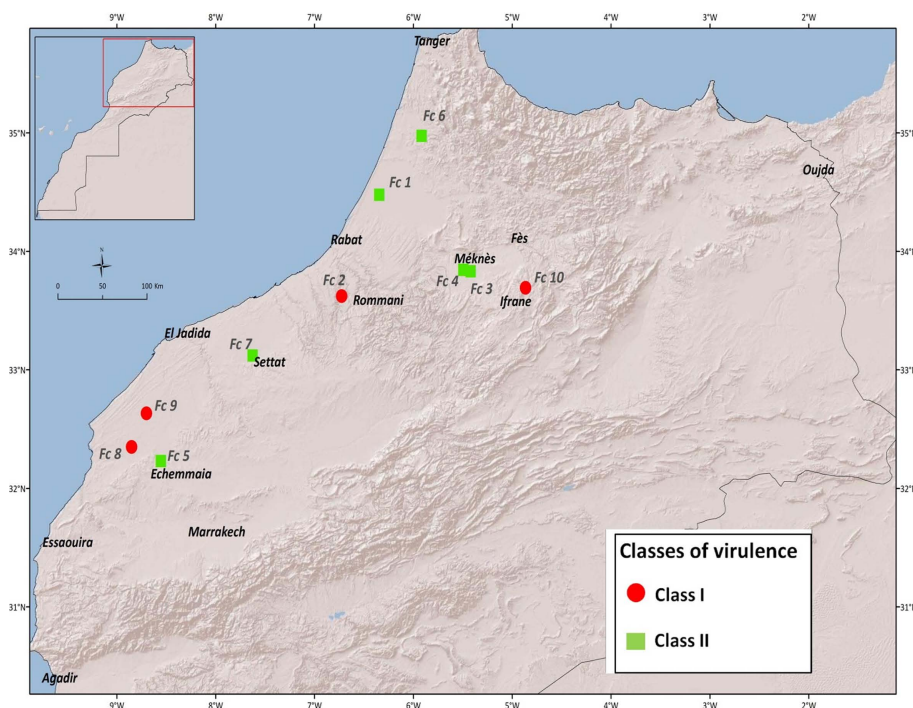 9°W 8°W 7°W 6°W 5°W 4°W 3°W 2°W
Tanger
35°N 35°N
Fc 6
Oujda
Fc 1
34°N 34°N
Rabat
Fès
Méknès
Fc 2
Fc 4
Fc 3
Fc 10
Rommani
Ifrane
0 50 100 Km
El Jadida
Fc 7
Settat
33°N 33°N
Fc 9
Fc 8
Fc 5
Echemmaia
32°N 32°N
Marrakech
Essaouira
Classes of virulence
Class I
Class II
31°N 31°N
Agadir
9°W 8°W 7°W 6°W 5°W 4°W 3°W 2°W